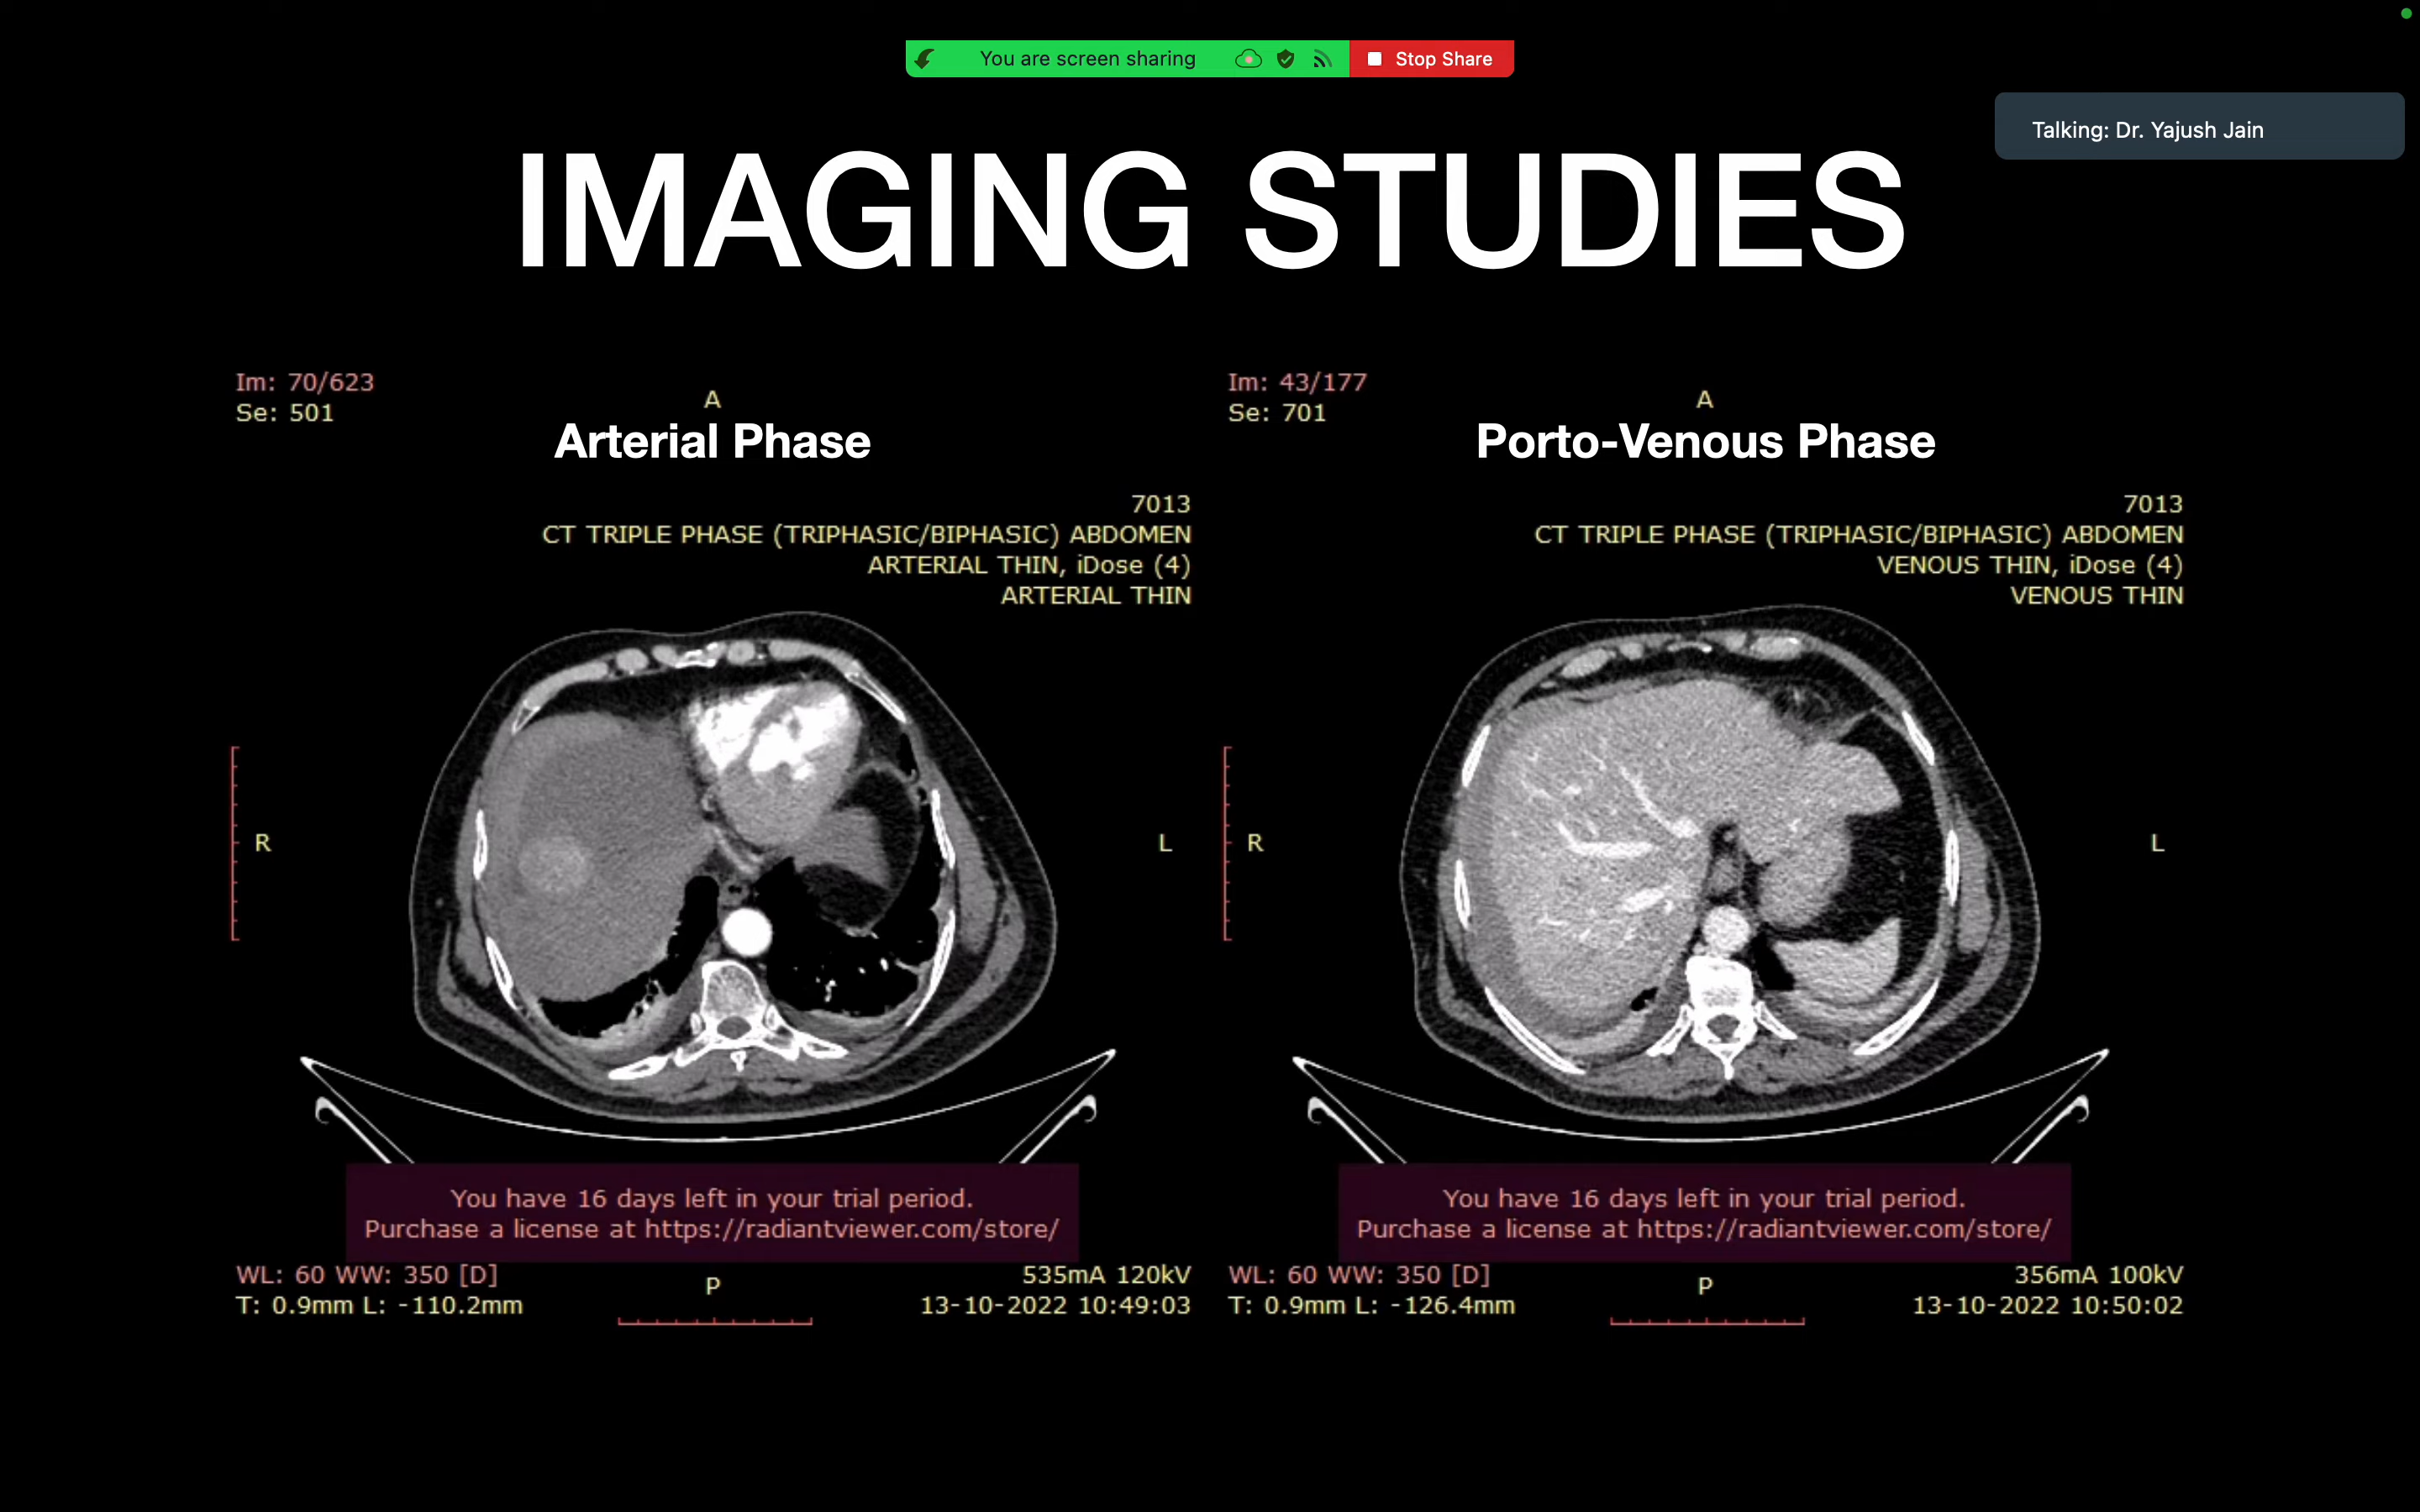 You are screen sharing
Stop Share
Talking: Dr. Yajush Jain
IMAGING STUDIES
Im: 70/623
Se: 501
A
Arterial Phase
7013
CT TRIPLE PHASE (TRIPHASIC/BIPHASIC) ABDOMEN
ARTERIAL THIN, iDose (4)
ARTERIAL THIN
R
L
You have 16 days left in your trial period.
Purchase a license at https://radiantviewer.com/store/
WL: 60 WW: 350 [D]
T: 0.9mm L: -110.2mm
P
535mA 120kV
13-10-2022 10:49:03
Im: 43/177
Se: 701
A
Porto-Venous Phase
7013
CT TRIPLE PHASE (TRIPHASIC/BIPHASIC) ABDOMEN
VENOUS THIN, iDose (4)
VENOUS THIN
R
L
You have 16 days left in your trial period.
Purchase a license at https://radiantviewer.com/store/
WL: 60 WW: 350 [D]
T: 0.9mm L: -126.4mm
P
356mA 100kV
13-10-2022 10:50:02